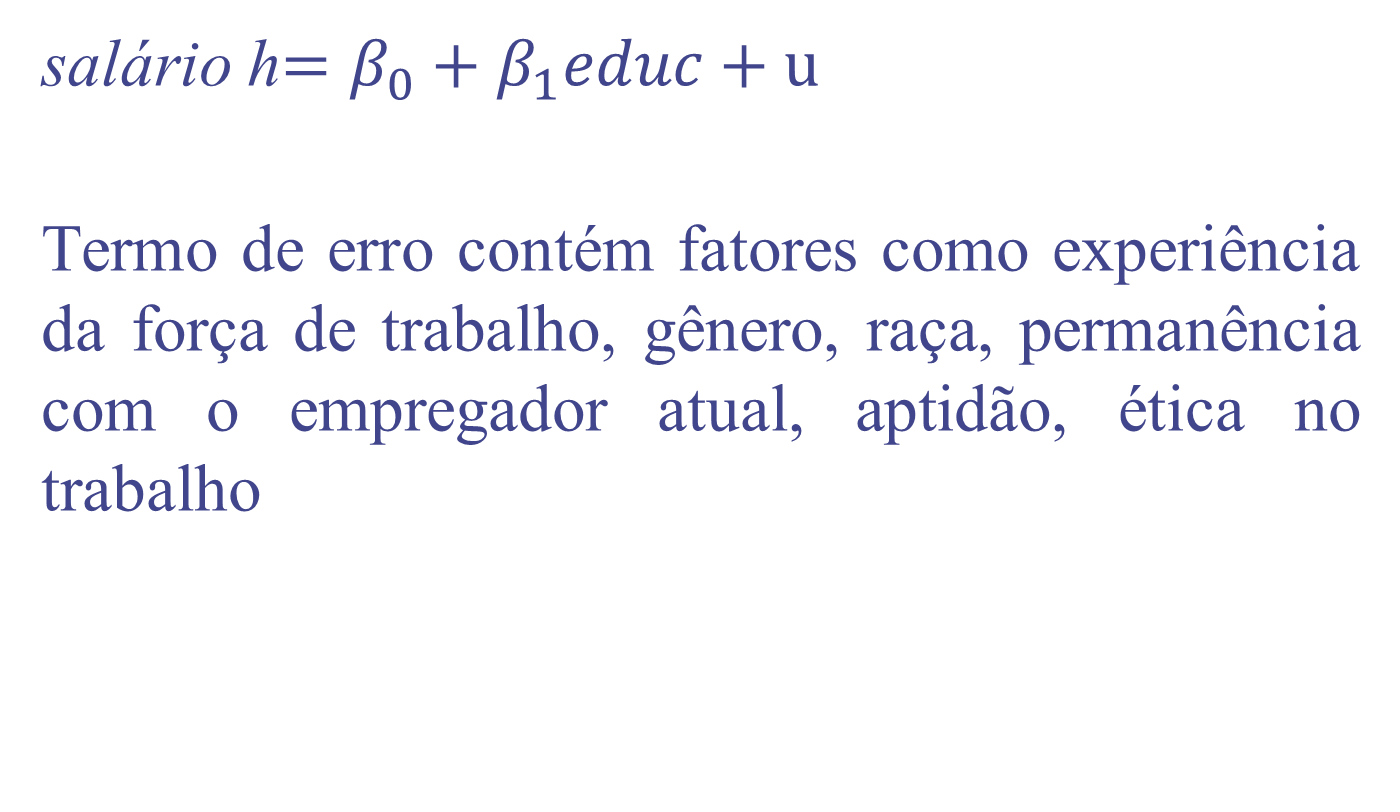 salário h= β₀ + β₁educ + u
Termo de erro contém fatores como experiência
da força de trabalho, gênero, raça, permanência
com o empregador atual, aptidão, ética no
trabalho